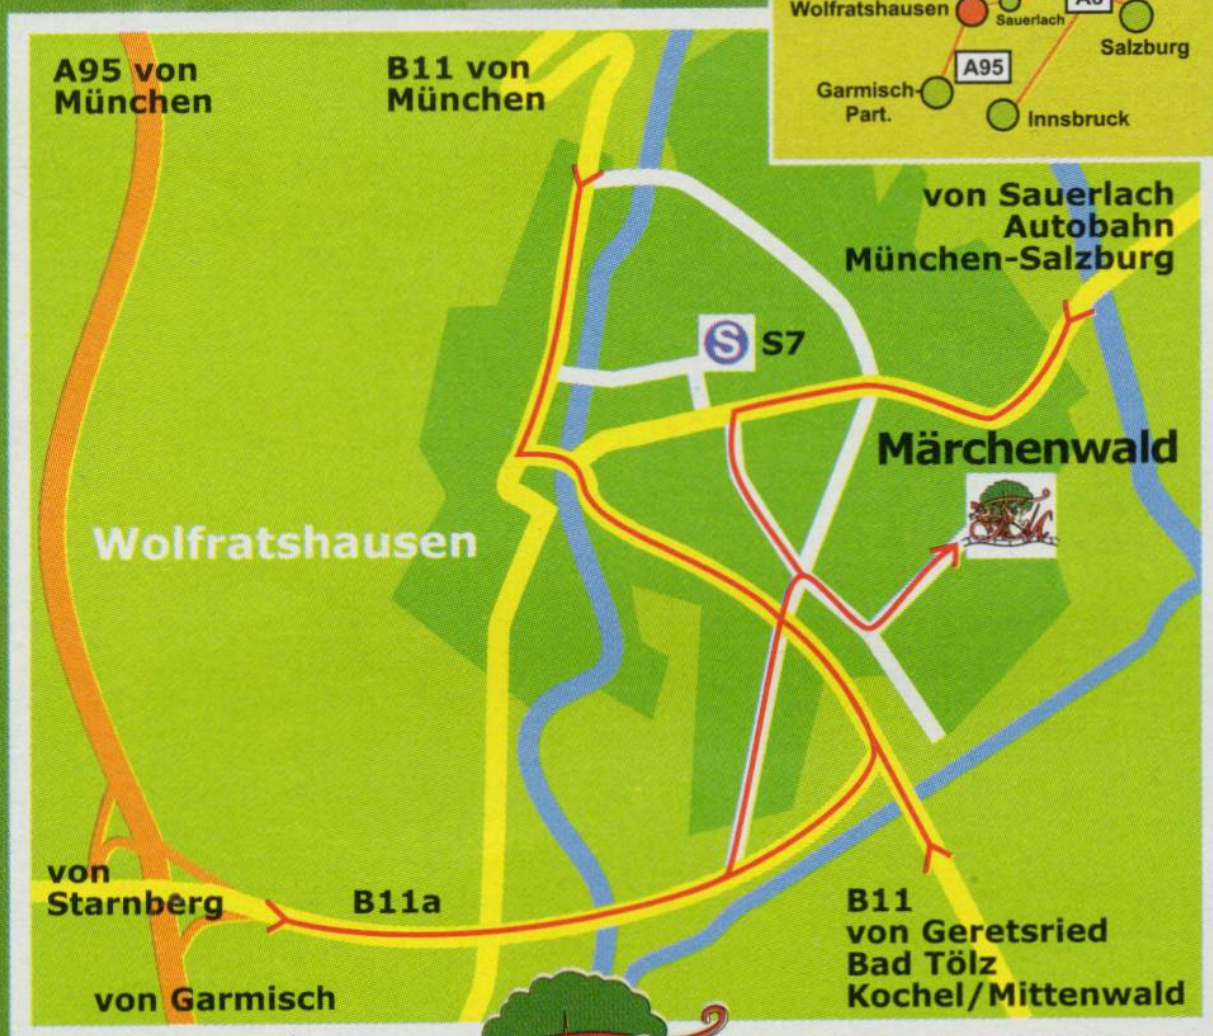 Wolfratshausen
Sauerlach
Salzburg
A95
Garmisch-
Part.
Innsbruck
A95 von
München
B11 von
München
von Sauerlach
Autobahn
München-Salzburg
S
S7
Märchenwald
Wolfratshausen
von
Starnberg
B11a
von Garmisch
B11
von Geretsried
Bad Tölz
Kochel/Mittenwald